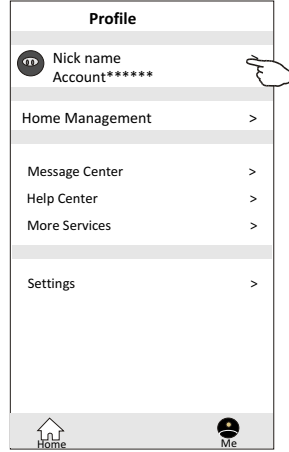 Profile
Nick name
Account******
Home Management >
Message Center >
Help Center >
More Services >
Settings >
Home Me